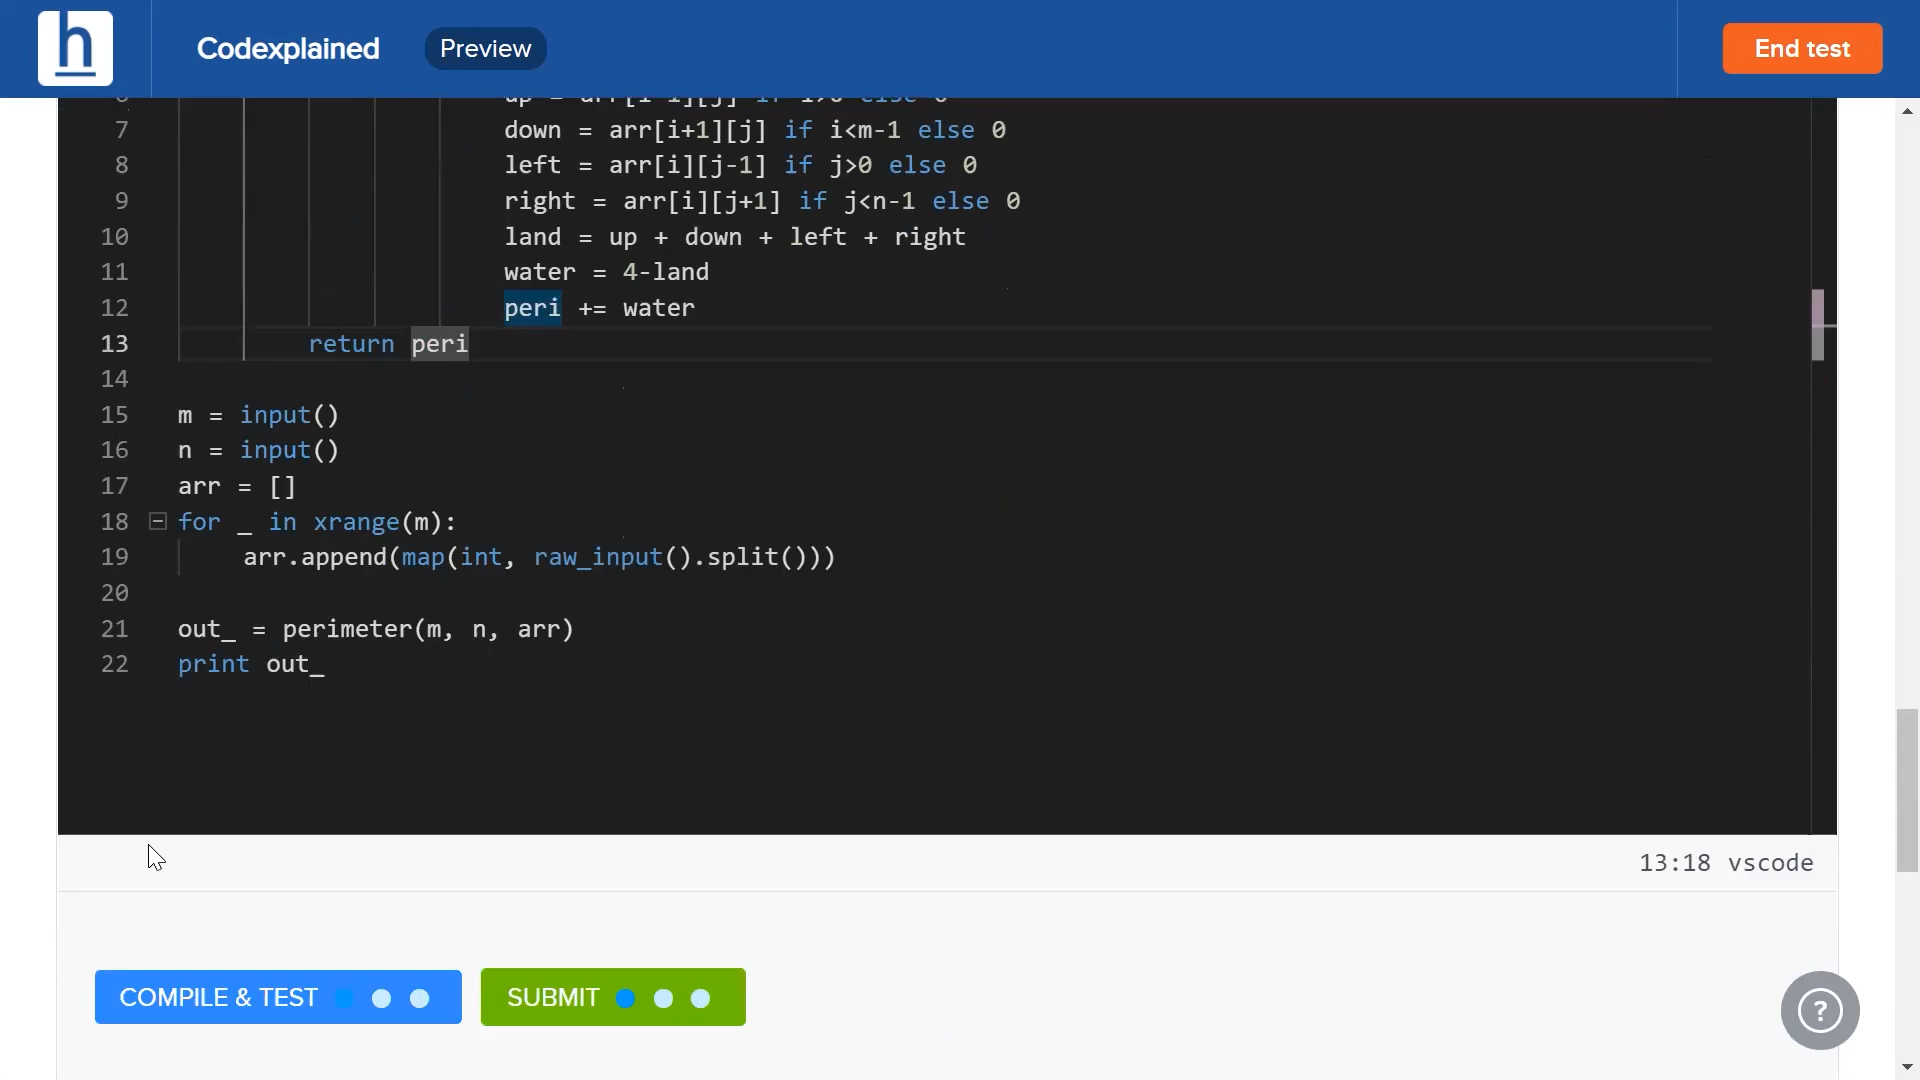 h
Codexplained
Preview
End test
7 down = arr[i+1][j] if i<m-1 else 0
8 left = arr[i][j-1] if j>0 else 0
9 right = arr[i][j+1] if j<n-1 else 0
10 land = up + down + left + right
11 water = 4-land
12 peri += water
13 return peri
14
15 m = input()
16 n = input()
17 arr = []
18 for _ in xrange(m):
19 arr.append(map(int, raw_input().split()))
20
21 out_ = perimeter(m, n, arr)
22 print out_
13:18 vscode
COMPILE & TEST
SUBMIT
?